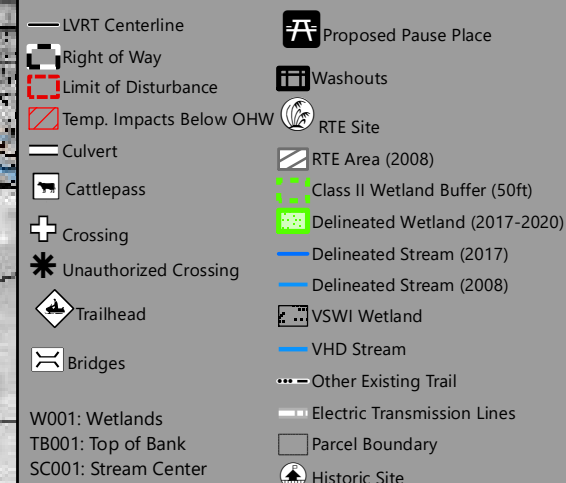 LVRT Centerline
Right of Way
Limit of Disturbance
Temp. Impacts Below OHW
Culvert
Cattlepass
Crossing
Unauthorized Crossing
Trailhead
Bridges
W001: Wetlands
TB001: Top of Bank
SC001: Stream Center
Proposed Pause Place
Washouts
RTE Site
RTE Area (2008)
Class II Wetland Buffer (50ft)
Delineated Wetland (2017-2020)
Delineated Stream (2017)
Delineated Stream (2008)
VSWI Wetland
VHD Stream
Other Existing Trail
Electric Transmission Lines
Parcel Boundary
Historic Site